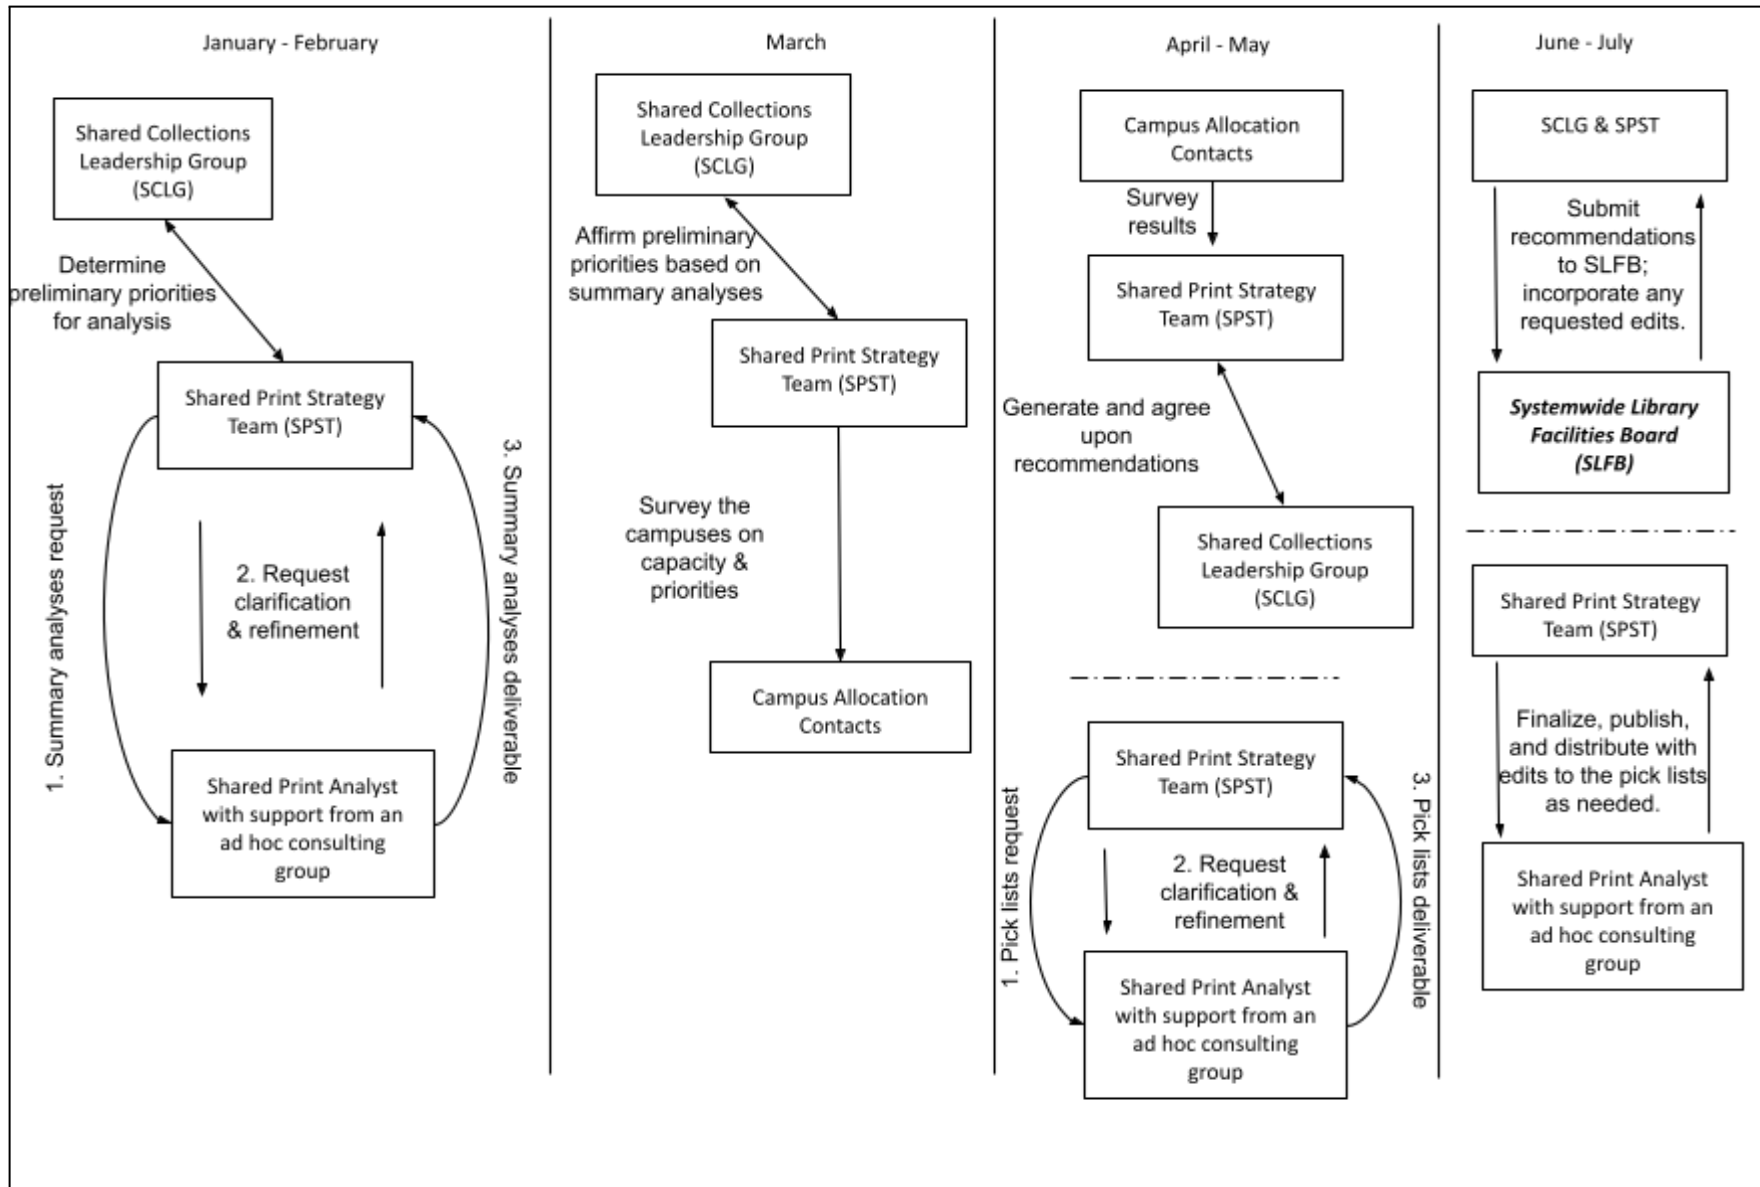 January - February
Shared Collections
Leadership Group
(SCLG)
Determine
preliminary priorities
for analysis
Shared Print Strategy
Team (SPST)
1. Summary analyses request
2. Request
clarification
& refinement
3. Summary analyses deliverable
Shared Print Analyst
with support from an
ad hoc consulting
group
March
Shared Collections
Leadership Group
(SCLG)
Affirm preliminary
priorities based on
summary analyses
Shared Print Strategy
Team (SPST)
Survey the
campuses on
capacity &
priorities
Campus Allocation
Contacts
April - May
Campus Allocation
Contacts
Survey
results
Shared Print Strategy
Team (SPST)
Generate and agree
upon
recommendations
Shared Collections
Leadership Group
(SCLG)
Shared Print Strategy
Team (SPST)
1. Pick lists request
2. Request
clarification &
refinement
3. Pick lists deliverable
Shared Print Analyst
with support from an
ad hoc consulting
group
June - July
SCLG & SPST
Submit
recommendations
to SLFB;
incorporate any
requested edits.
Systemwide Library
Facilities Board
(SLFB)
Shared Print Strategy
Team (SPST)
Finalize, publish,
and distribute with
edits to the pick lists
as needed.
Shared Print Analyst
with support from an
ad hoc consulting
group